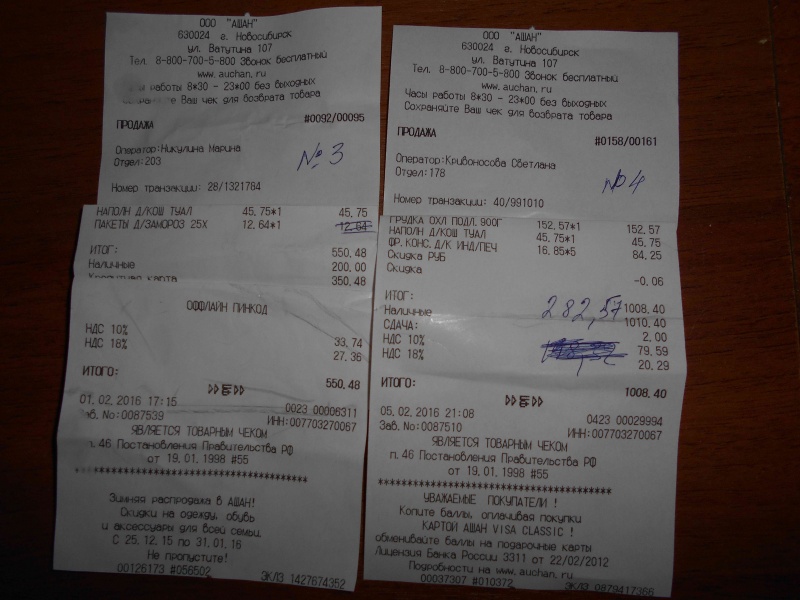 ООО "АШАН"
630024 г. Новосибирск
ул. Ватутина 107
Тел. 8-800-700-5-800 Звонок бесплатный
www.auchan.ru
работы 8*30 - 23*00 без выходных
Ваш чек для возврата товара
ПРОДАЖА #0092/00095
Оператор:Никулина Марина
Отдел:203
№3
Номер транзакции: 28/1321784
НАПОЛН Д/КОШ ТУАЛ 45.75*1 45.75
ПАКЕТЫ Д/ЗАМОРОЗ 25Х 12.64*1 12.64
ИТОГ: 550.48
Наличные 200.00
Кредитная карта 350.48
ОФФЛАЙН ПИНКОД
НДС 10% 33.74
НДС 18% 27.36
ИТОГО: 550.48
01.02.2016 17:15 0023 00006311
Зав.No:0087539 ИНН:007703270067
ЯВЛЯЕТСЯ ТОВАРНЫМ ЧЕКОМ
п. 46 Постановления Правительства РФ
от 19.01.1998 #55
Зимняя распродажа в АШАН!
Скидки на одежду, обувь
и аксессуары для всей семьи.
С 25.12.15 по 31.01.16
Не пропустите!
00126173 #056502
ЭКЛЗ 1427674352
ООО "АШАН"
630024 г. Новосибирск
ул. Ватутина 107
Тел. 8-800-700-5-800 Звонок бесплатный
www.auchan.ru
Часы работы 8*30 - 23*00 без выходных
Сохраняйте Ваш чек для возврата товара
ПРОДАЖА #0158/00161
Оператор:Кривоносова Светлана
Отдел:178
№4
Номер транзакции: 40/991010
ГРУДКА ОХЛ ПОДЛ.900Г 152.57*1 152.57
НАПОЛН Д/КОШ ТУАЛ 45.75*1 45.75
ФР.КОНС.Д/К ИНД/ПЕЧ 16.85*5 84.25
Скидка РУБ
Скидка -0.06
ИТОГ: 1008.40
282,57
Наличные 1010.40
СДАЧА: 2.00
НДС 10% 79.59
НДС 18% 20.29
ИТОГО: 1008.40
05.02.2016 21:08 0423 00029994
Зав.No:0087510 ИНН:007703270067
ЯВЛЯЕТСЯ ТОВАРНЫМ ЧЕКОМ
п. 46 Постановления Правительства РФ
от 19.01.1998 #55
УВАЖАЕМЫЕ ПОКУПАТЕЛИ !
Копите баллы, оплачивая покупки
КАРТОЙ АШАН VISA CLASSIC !
обменивайте баллы на подарочные карты
Лицензия Банка России 3311 от 22/02/2012
Подробности на www.auchan.ru
00037307 #010372
ЭКЛЗ 0879417366